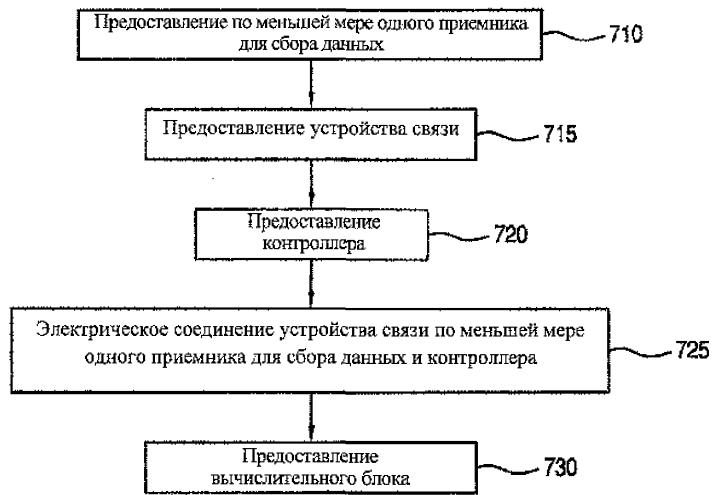 Предоставление по меньшей мере одного приемника
для сбора данных
710
Предоставление устройства связи
715
Предоставление
контроллера
720
Электрическое соединение устройства связи по меньшей мере
одного приемника для сбора данных и контроллера
725
Предоставление
вычислительного блока
730